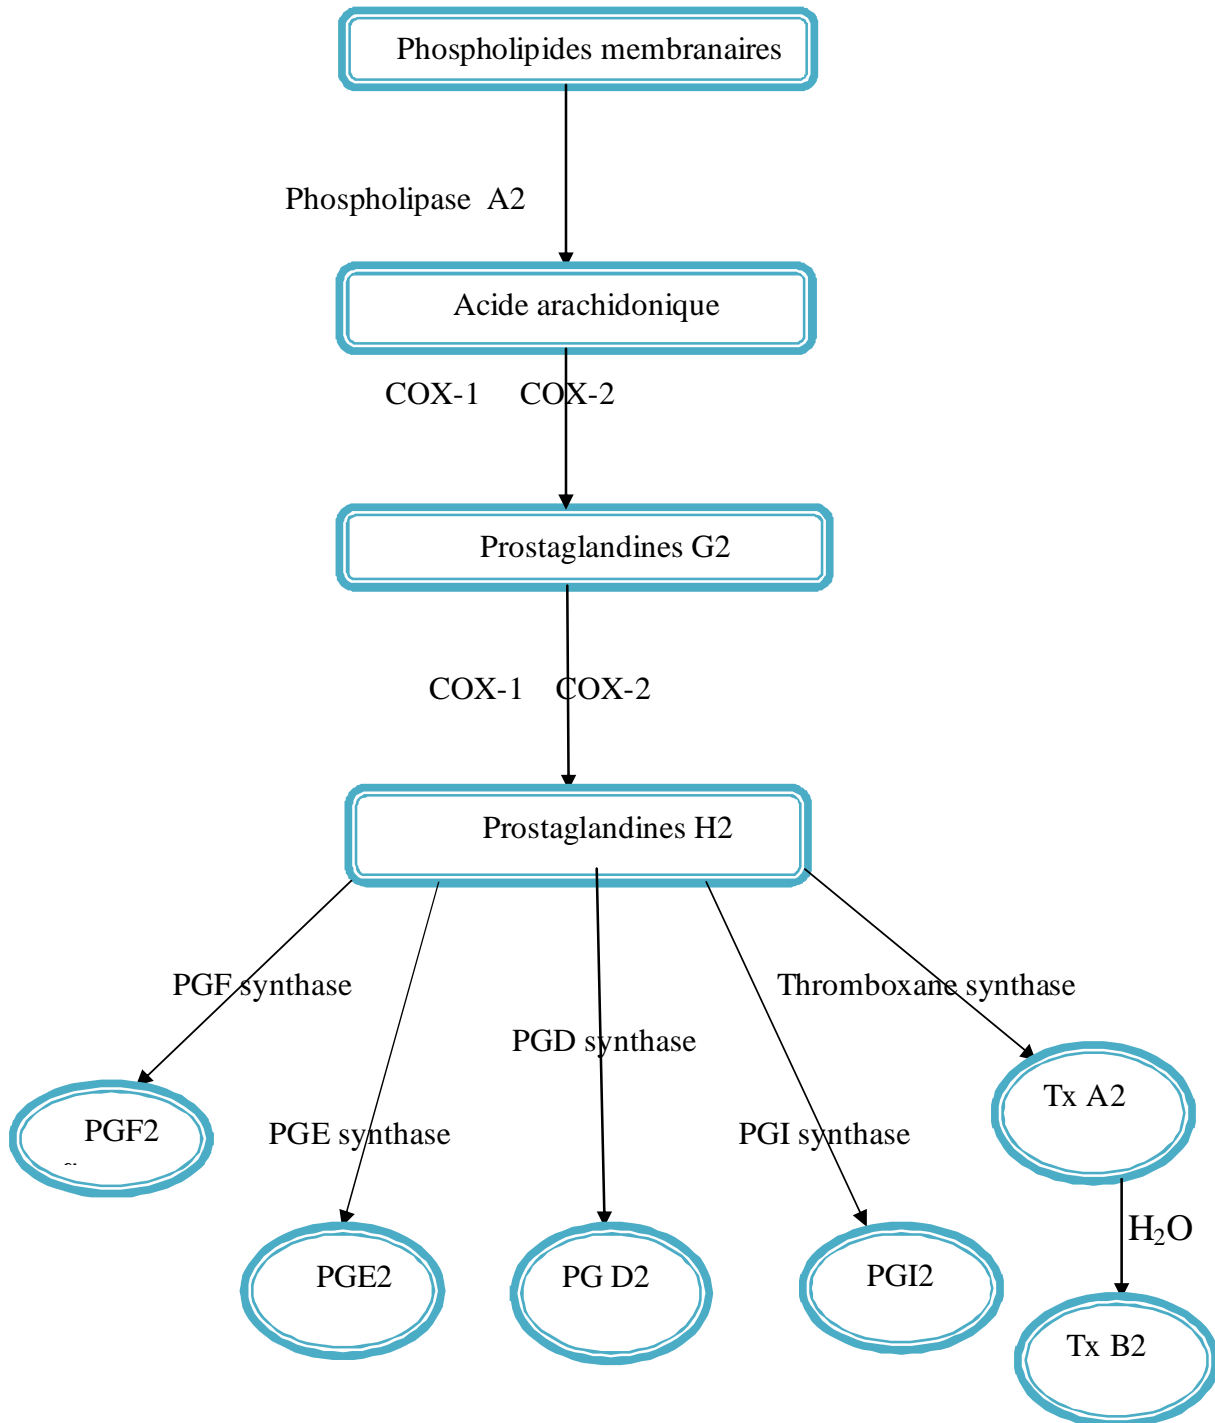 Phospholipides membranaires
Phospholipase A2
Acide arachidonique
COX-1 COX-2
Prostaglandines G2
COX-1 COX-2
Prostaglandines H2
PGF synthase
Thromboxane synthase
PGD synthase
Tx A2
PGF2
PGE synthase
PGI synthase
H₂O
PGE2
PG D2
PGI2
Tx B2